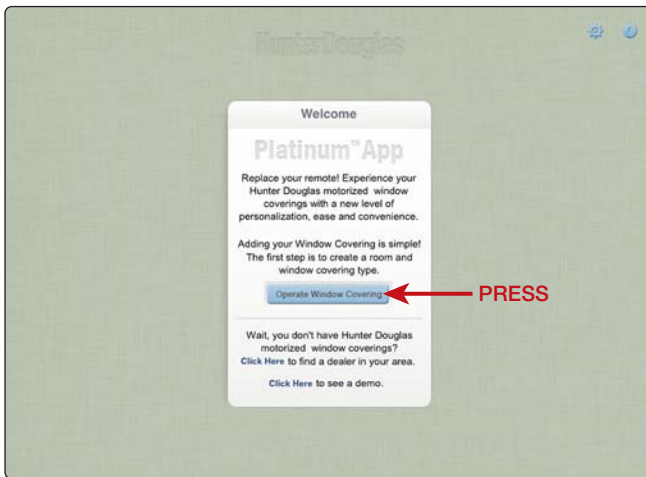 HunterDouglas
Welcome
Platinum™ App
Replace your remote! Experience your
Hunter Douglas motorized window
coverings with a new level of
personalization, ease and convenience.
Adding your Window Covering is simple!
The first step is to create a room and
window covering type.
Operate Window Covering
PRESS
Wait, you don't have Hunter Douglas
motorized window coverings?
Click Here to find a dealer in your area.
Click Here to see a demo.